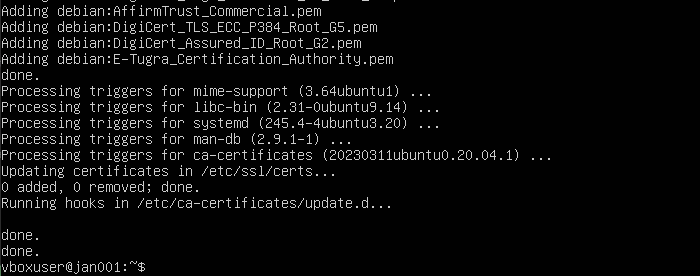 Adding debian:AffirmTrust_Commercial.pem
Adding debian:DigiCert_TLS_ECC_P384_Root_G5.pem
Adding debian:DigiCert_Assured_ID_Root_G2.pem
Adding debian:E-Tugra_Certification_Authority.pem
done.
Processing triggers for mime-support (3.64ubuntu1) ...
Processing triggers for libc-bin (2.31-0ubuntu9.14) ...
Processing triggers for systemd (245.4-4ubuntu3.20) ...
Processing triggers for man-db (2.9.1-1) ...
Processing triggers for ca-certificates (20230311ubuntu0.20.04.1) ...
Updating certificates in /etc/ssl/certs...
0 added, 0 removed; done.
Running hooks in /etc/ca-certificates/update.d...
done.
done.
vboxuser@jan001:~$